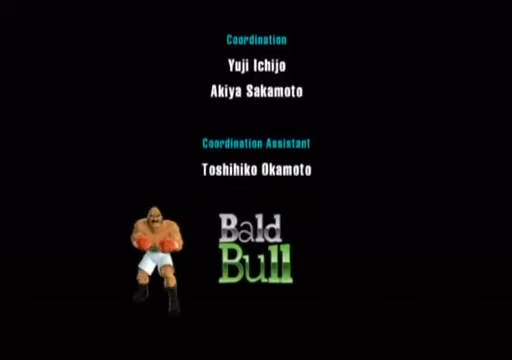 Coordination
Yuji Ichijo
Akiya Sakamoto
Coordination Assistant
Toshihiko Okamoto
Bald
Bull